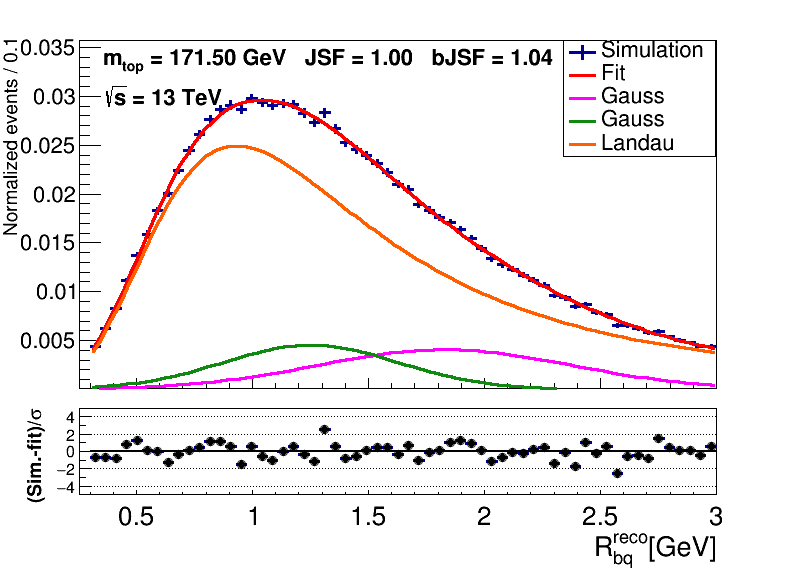 Normalized events / 0.1
0.035
0.03
0.025
0.02
0.015
0.01
0.005
m_top = 171.50 GeV JSF = 1.00 bJSF = 1.04
√s = 13 TeV
Simulation
Fit
Gauss
Gauss
Landau
(Sim.-fit)/σ
4
2
0
−2
−4
0.5 1 1.5 2 2.5 3
R_bq^reco[GeV]